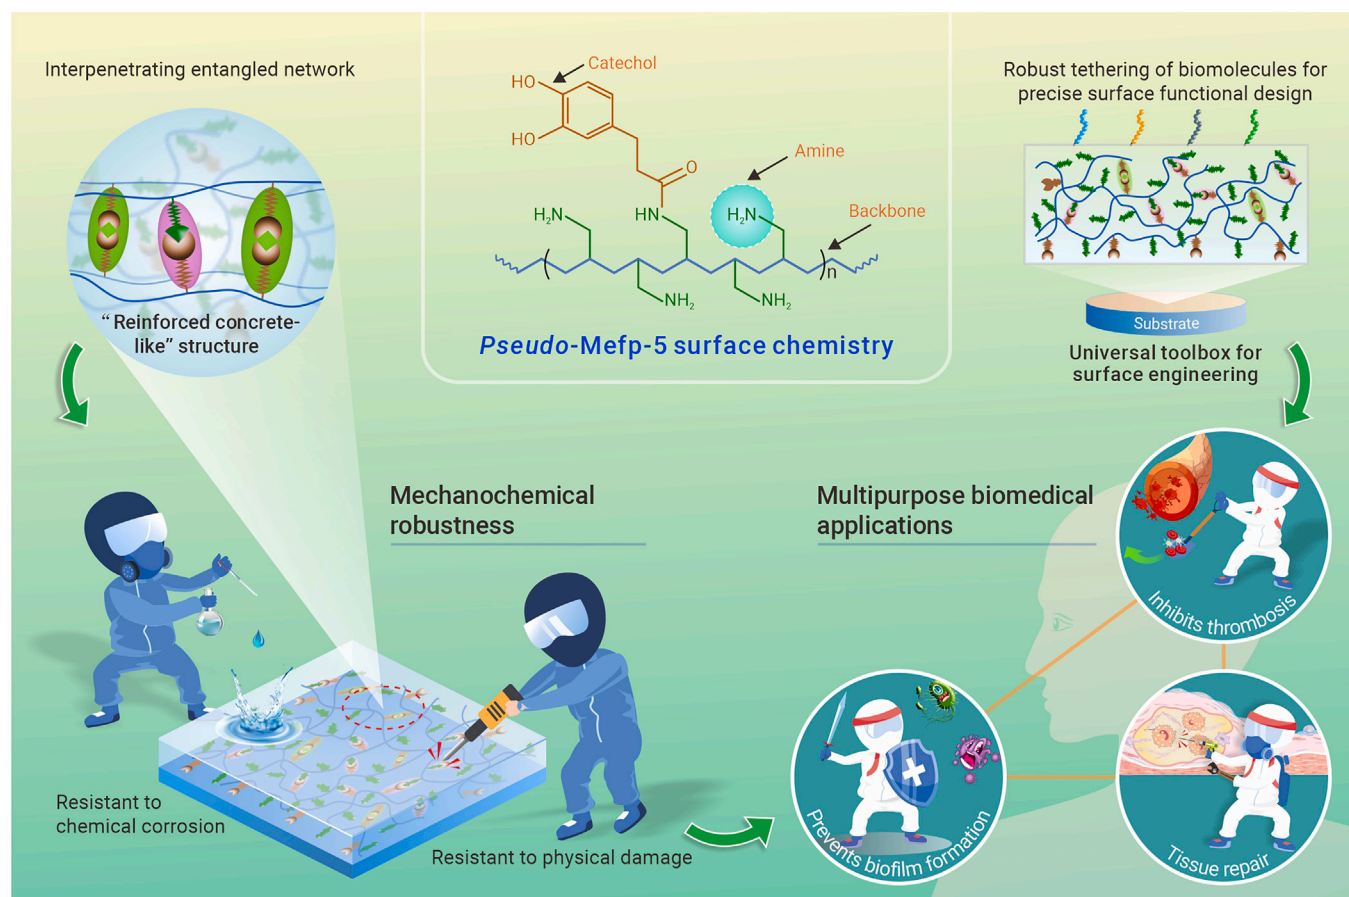 Interpenetrating entangled network
“ Reinforced concrete-
like” structure
Catechol
HO
HO
O
Amine
H₂N
HN
H₂N
Backbone
n
NH₂
NH₂
Pseudo-Mefp-5 surface chemistry
Robust tethering of biomolecules for
precise surface functional design
Substrate
Universal toolbox for
surface engineering
Mechanochemical
robustness
Resistant to
chemical corrosion
Resistant to physical damage
Multipurpose biomedical
applications
Inhibits thrombosis
Prevents biofilm formation
Tissue repair